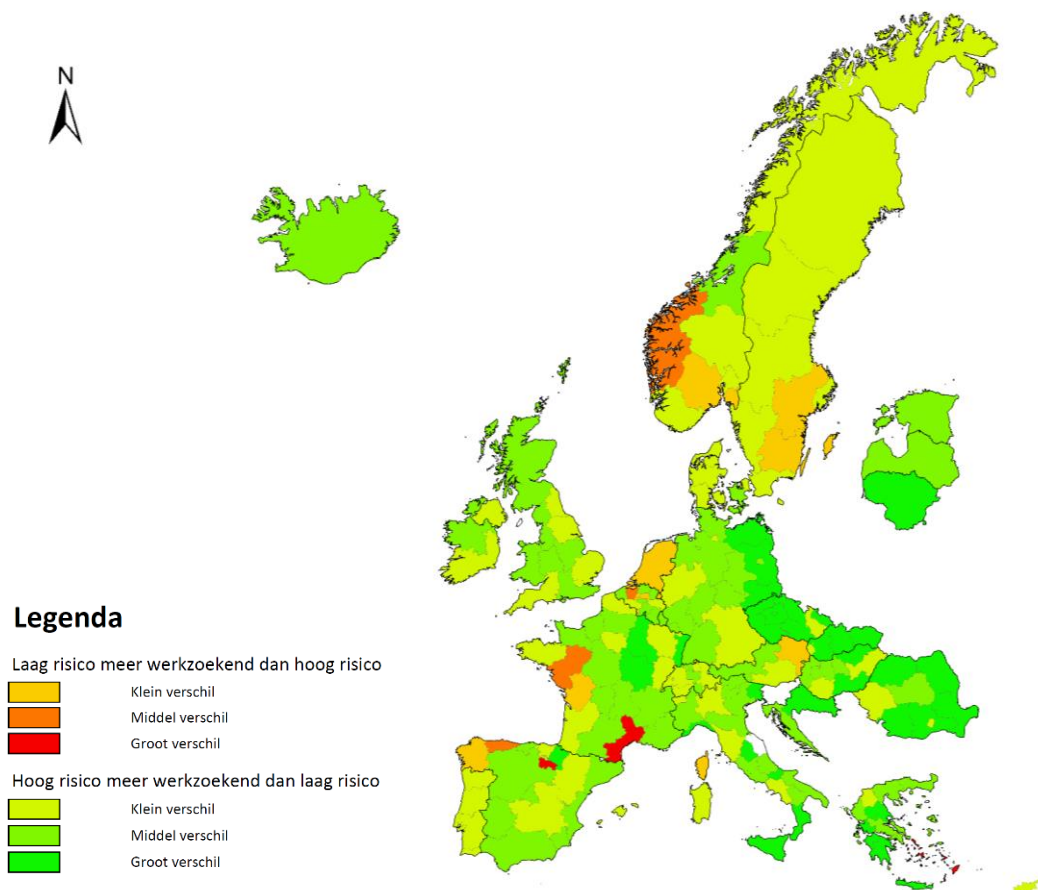 N
Legenda
Laag risico meer werkzoekend dan hoog risico
Klein verschil
Middel verschil
Groot verschil
Hoog risico meer werkzoekend dan laag risico
Klein verschil
Middel verschil
Groot verschil